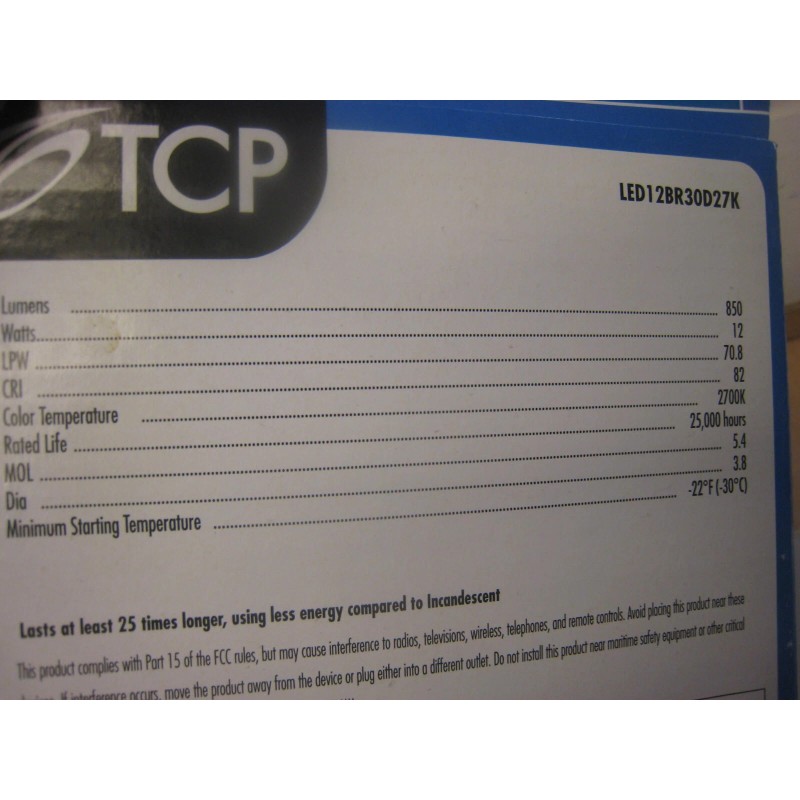 TCP
LED12BR30D27K
Lumens ........ 850
Watts ........ 12
LPW ........ 70.8
CRI ........ 82
Color Temperature ........ 2700K
Rated Life ........ 25,000 hours
MOL ........ 5.4
Dia ........ 3.8
Minimum Starting Temperature ........ -22°F (-30°C)
Lasts at least 25 times longer, using less energy compared to Incandescent
This product complies with Part 15 of the FCC rules, but may cause interference to radios, televisions, wireless, telephones, and remote controls. Avoid placing this product near these
If interference occurs, move the product away from the device or plug either into a different outlet. Do not install this product near maritime safety equipment or other critical